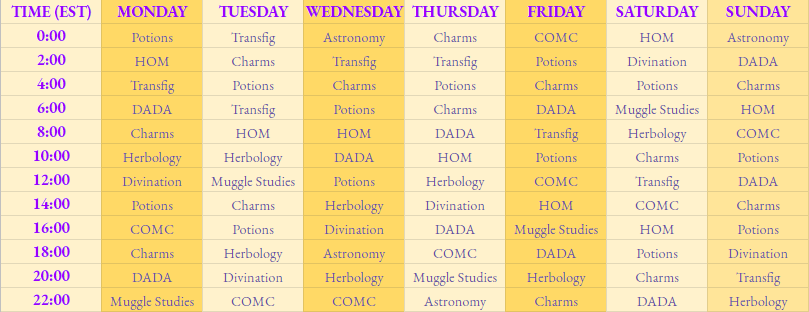 TIME (EST) MONDAY TUESDAY WEDNESDAY THURSDAY FRIDAY SATURDAY SUNDAY
0:00 Potions Transfig Astronomy Charms COMC HOM Astronomy
2:00 HOM Charms Transfig Transfig Potions Divination DADA
4:00 Transfig Potions Charms Potions Charms Potions Charms
6:00 DADA Transfig Potions Charms DADA Muggle Studies HOM
8:00 Charms HOM HOM DADA Transfig Herbology COMC
10:00 Herbology Herbology DADA HOM Potions Charms Potions
12:00 Divination Muggle Studies Potions Herbology COMC Transfig DADA
14:00 Potions Charms Herbology Divination HOM COMC Charms
16:00 COMC Potions Divination DADA Muggle Studies HOM Potions
18:00 Charms Herbology Astronomy COMC DADA Potions Divination
20:00 DADA Divination Herbology Muggle Studies Herbology Charms Transfig
22:00 Muggle Studies COMC COMC Astronomy Charms DADA Herbology